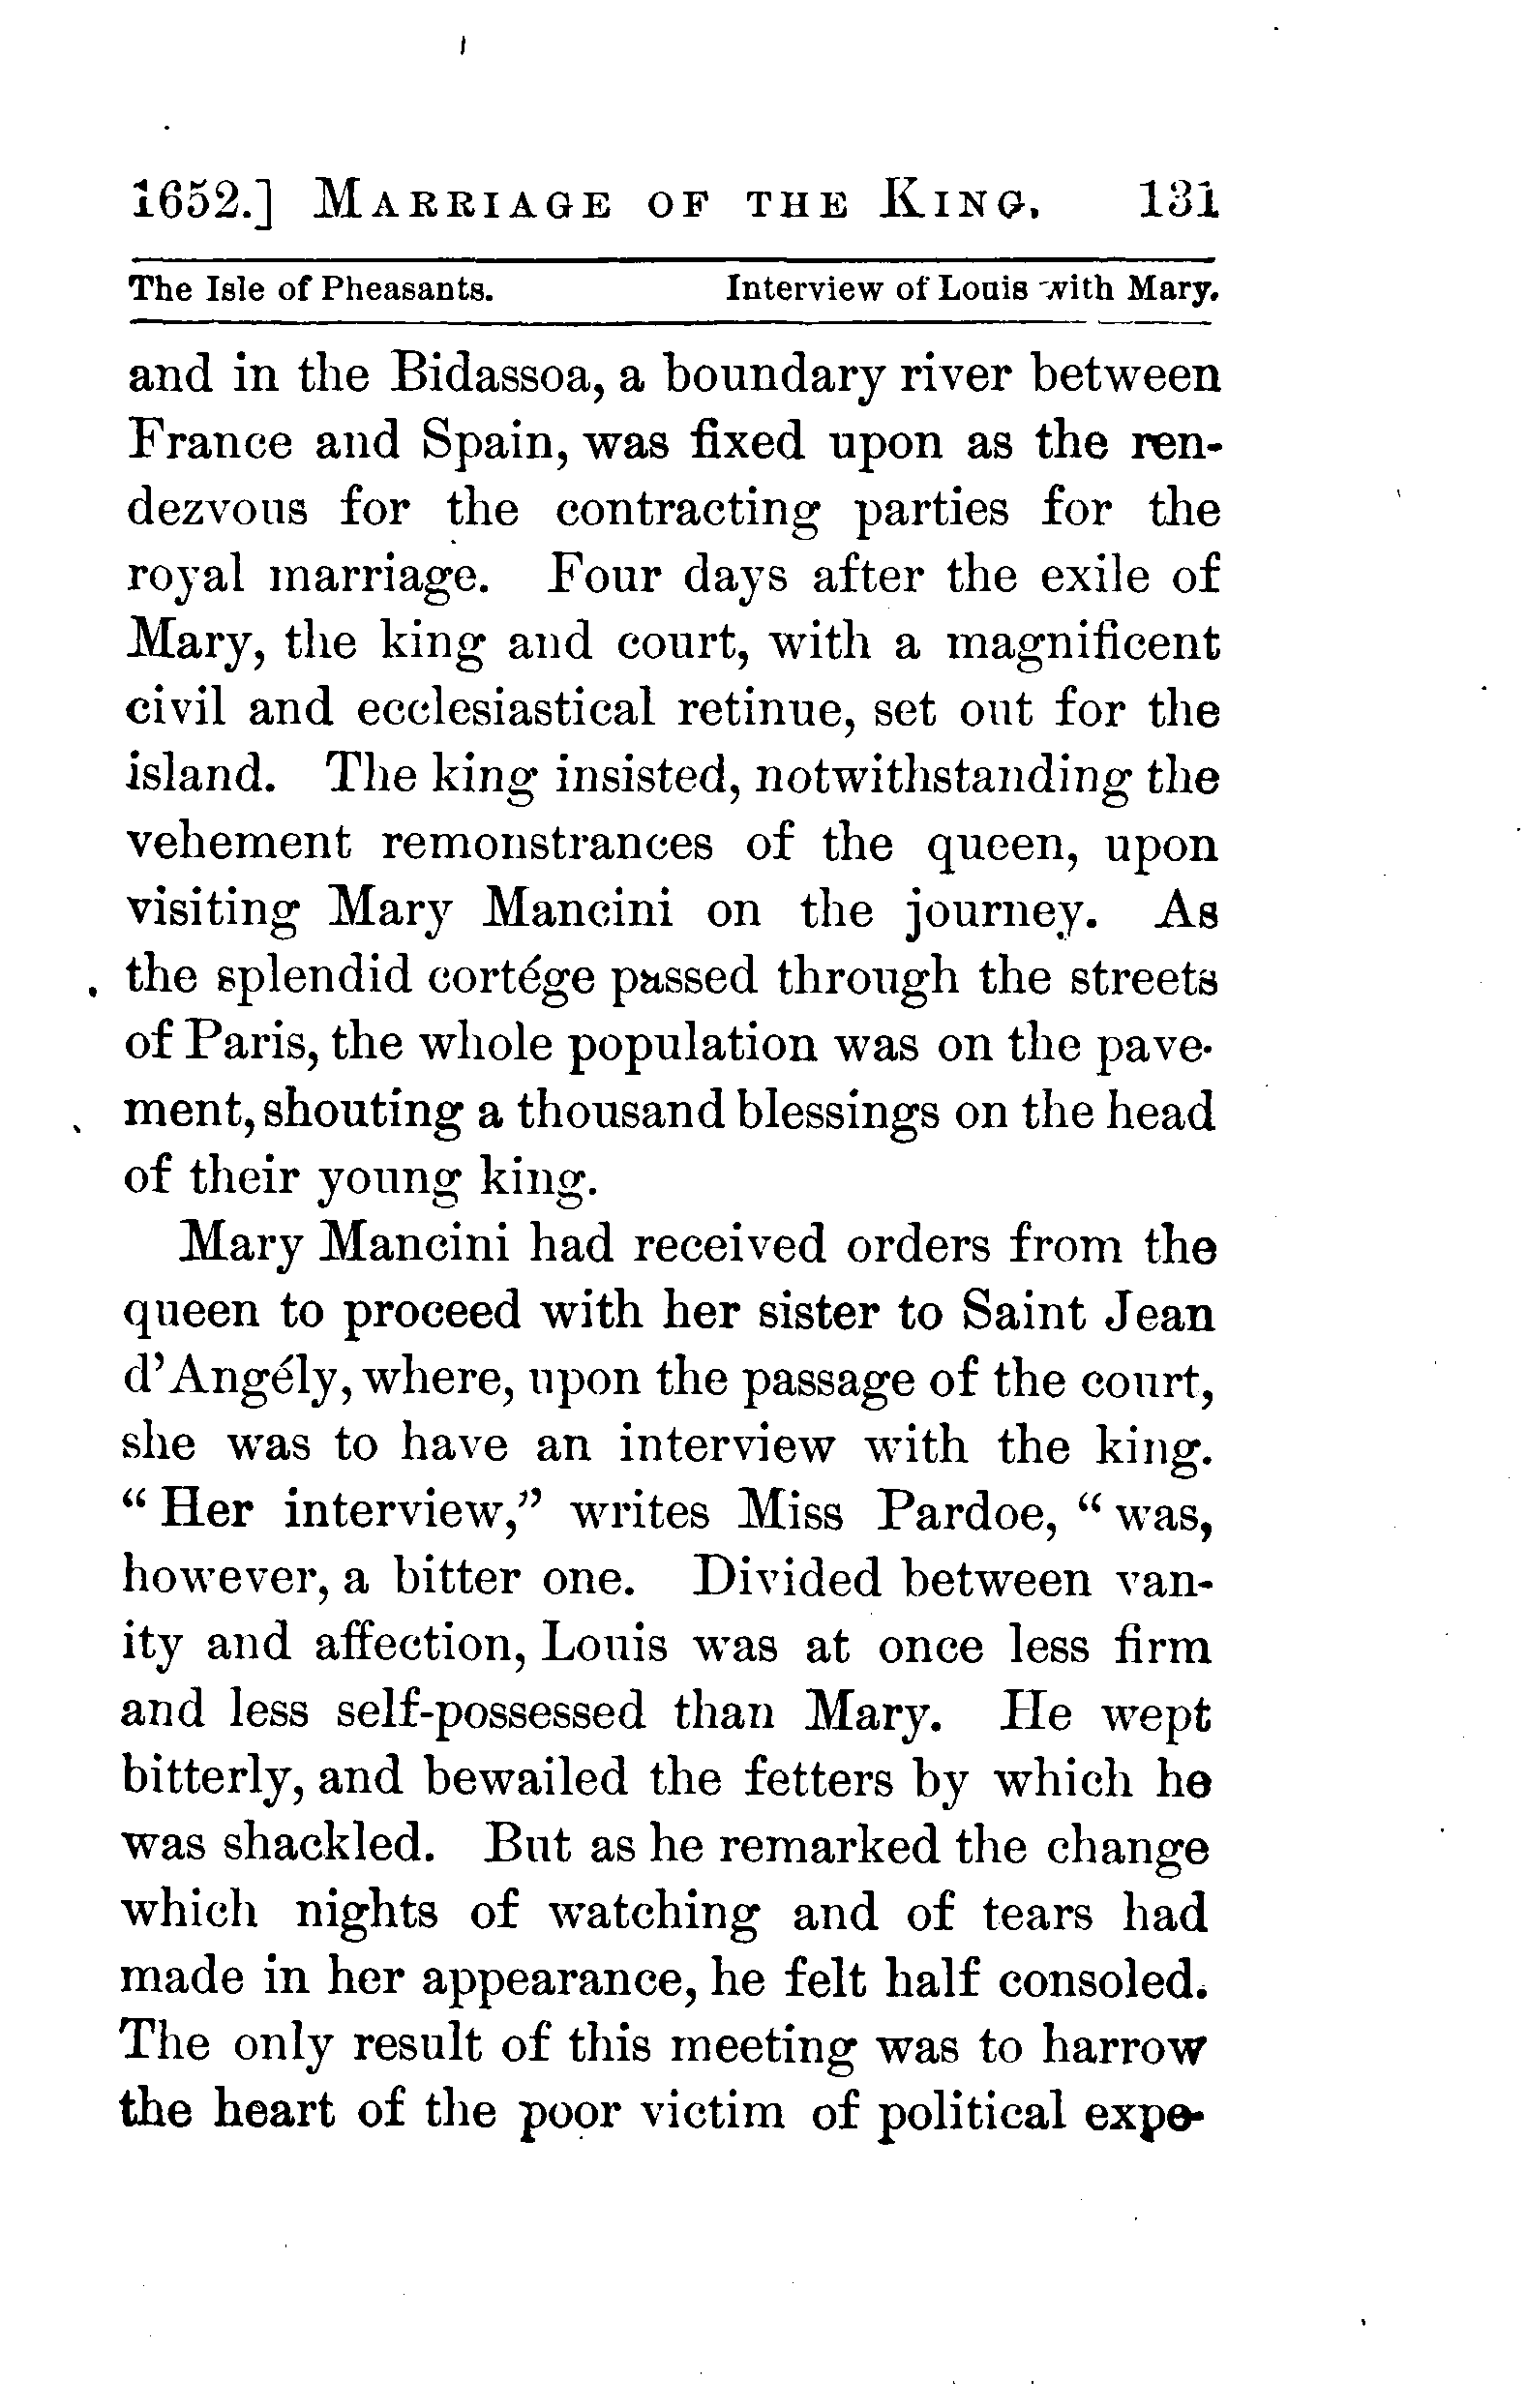 1652.] MARRIAGE OF THE KING. 131
The Isle of Pheasants. Interview of Louis with Mary.
and in the Bidassoa, a boundary river between
France and Spain, was fixed upon as the ren-
dezvous for the contracting parties for the
royal marriage. Four days after the exile of
Mary, the king and court, with a magnificent
civil and ecclesiastical retinue, set out for the
island. The king insisted, notwithstanding the
vehement remonstrances of the queen, upon
visiting Mary Mancini on the journey. As
the splendid cortége passed through the streets
of Paris, the whole population was on the pave-
ment, shouting a thousand blessings on the head
of their young king.
Mary Mancini had received orders from the
queen to proceed with her sister to Saint Jean
d'Angély, where, upon the passage of the court,
she was to have an interview with the king.
"Her interview," writes Miss Pardoe, "was,
however, a bitter one. Divided between van-
ity and affection, Louis was at once less firm
and less self-possessed than Mary. He wept
bitterly, and bewailed the fetters by which he
was shackled. But as he remarked the change
which nights of watching and of tears had
made in her appearance, he felt half consoled.
The only result of this meeting was to harrow
the heart of the poor victim of political expe-